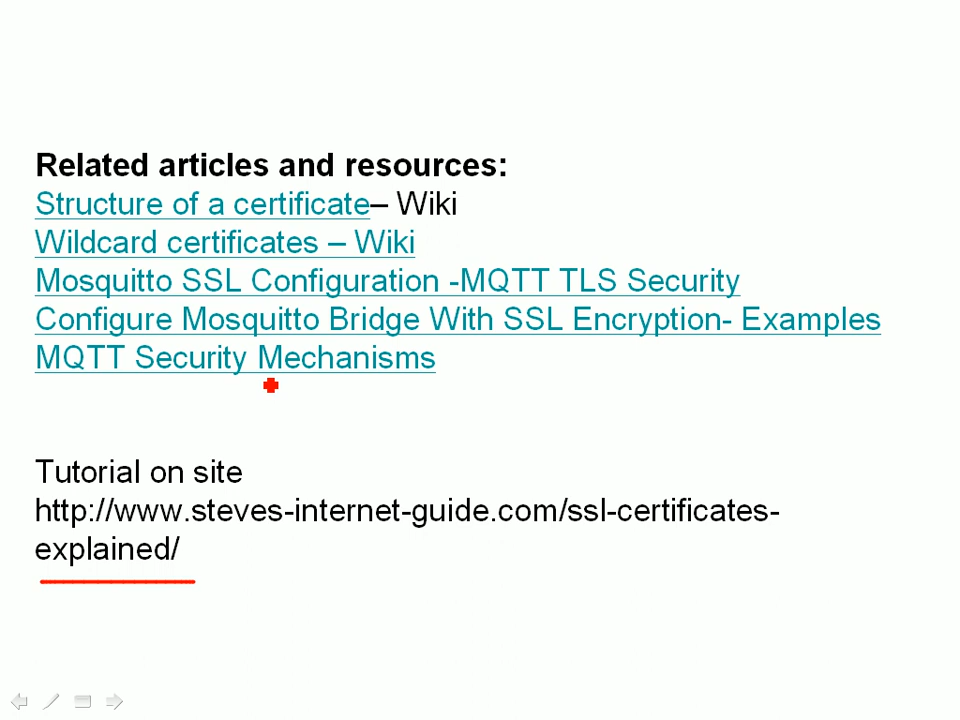 Related articles and resources:
Structure of a certificate– Wiki
Wildcard certificates – Wiki
Mosquitto SSL Configuration -MQTT TLS Security
Configure Mosquitto Bridge With SSL Encryption- Examples
MQTT Security Mechanisms
Tutorial on site
http://www.steves-internet-guide.com/ssl-certificates-
explained/